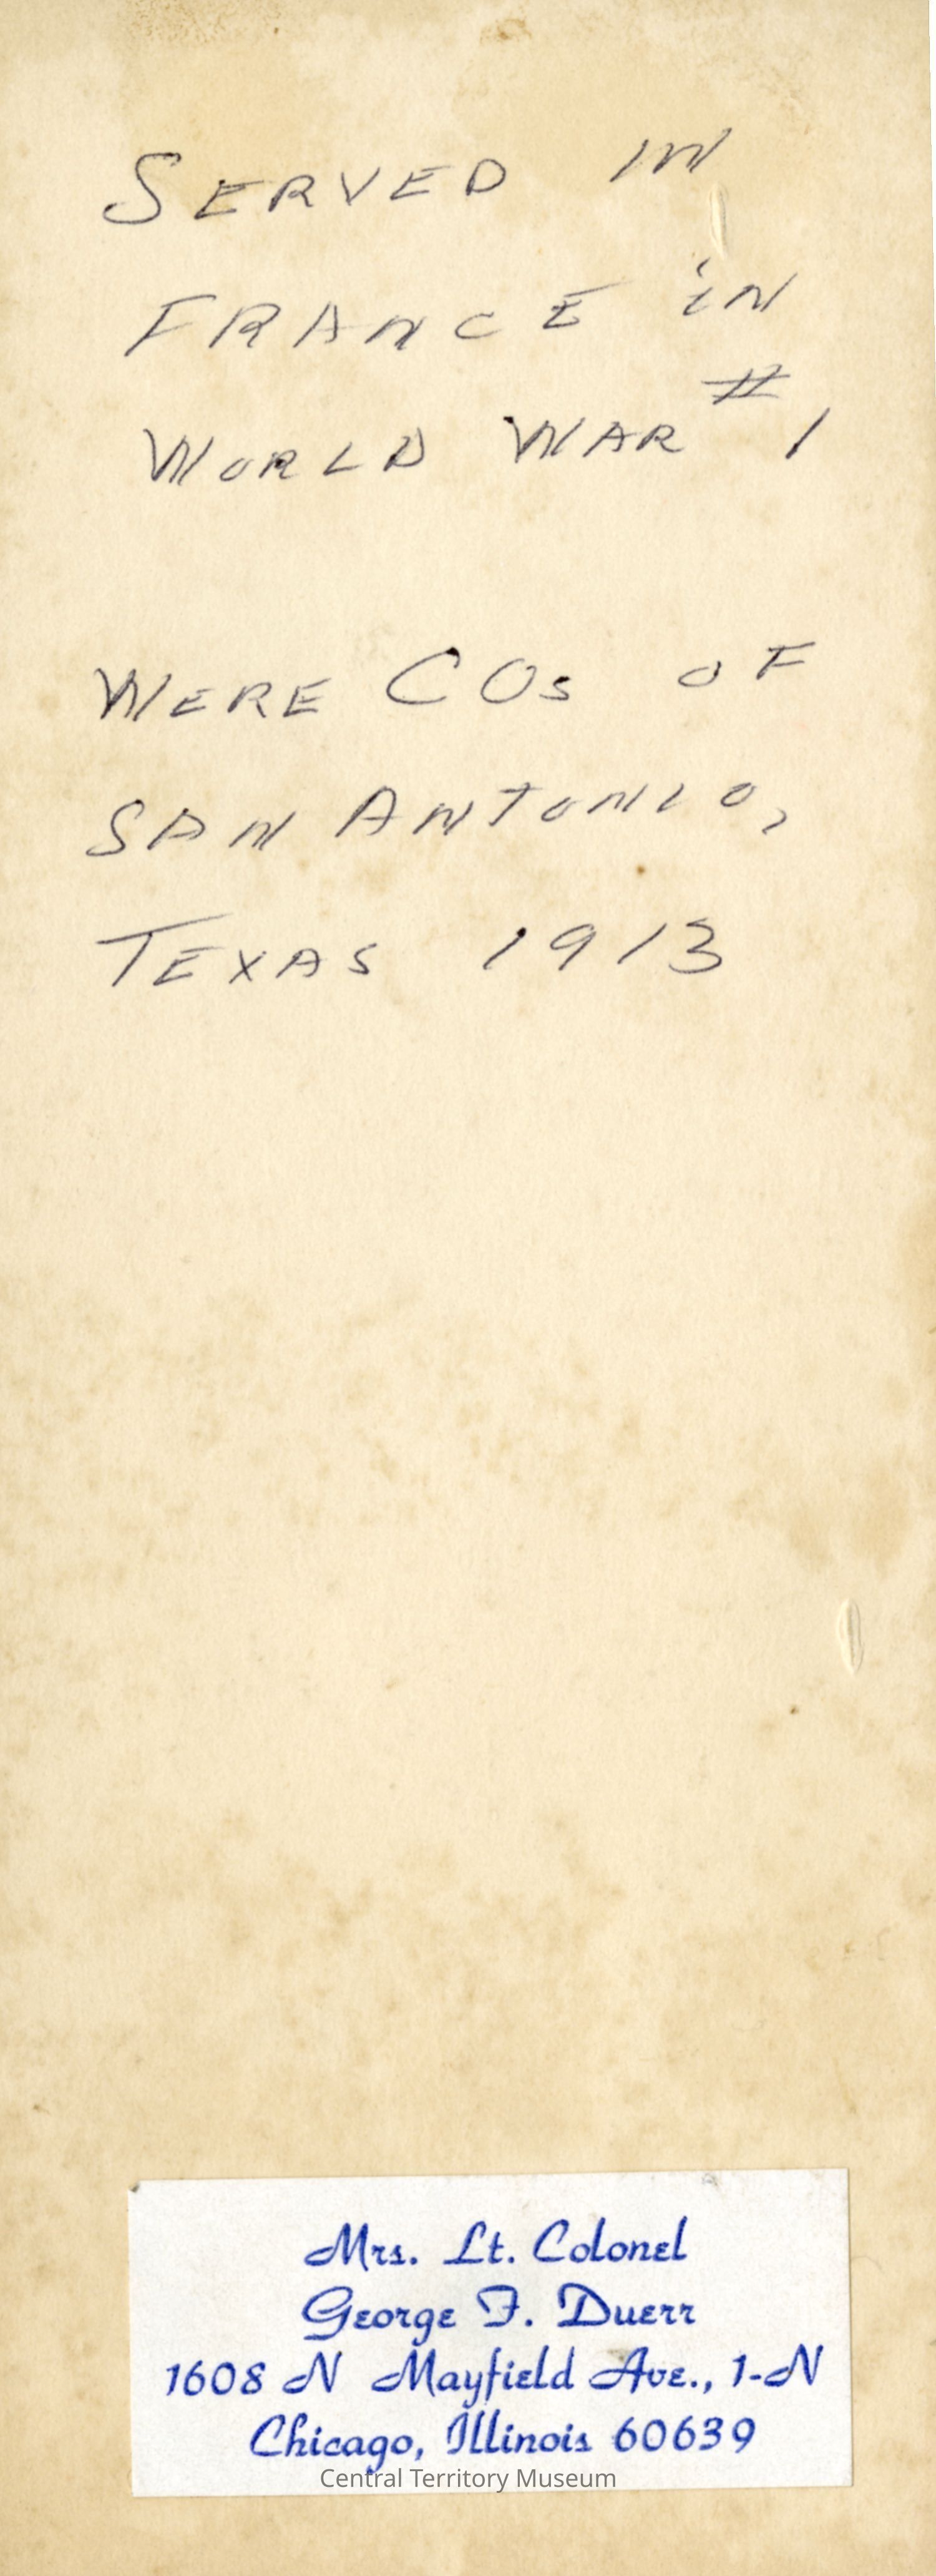 SERVED IN
FRANCE iN
WORLD WAR # 1
WERE COs OF
SAN ANTONIO,
TEXAS 1913
Mrs. Lt. Colonel
George F. Duerr
1608 N Mayfield Ave., 1-N
Chicago, Illinois 60639
Central Territory Museum